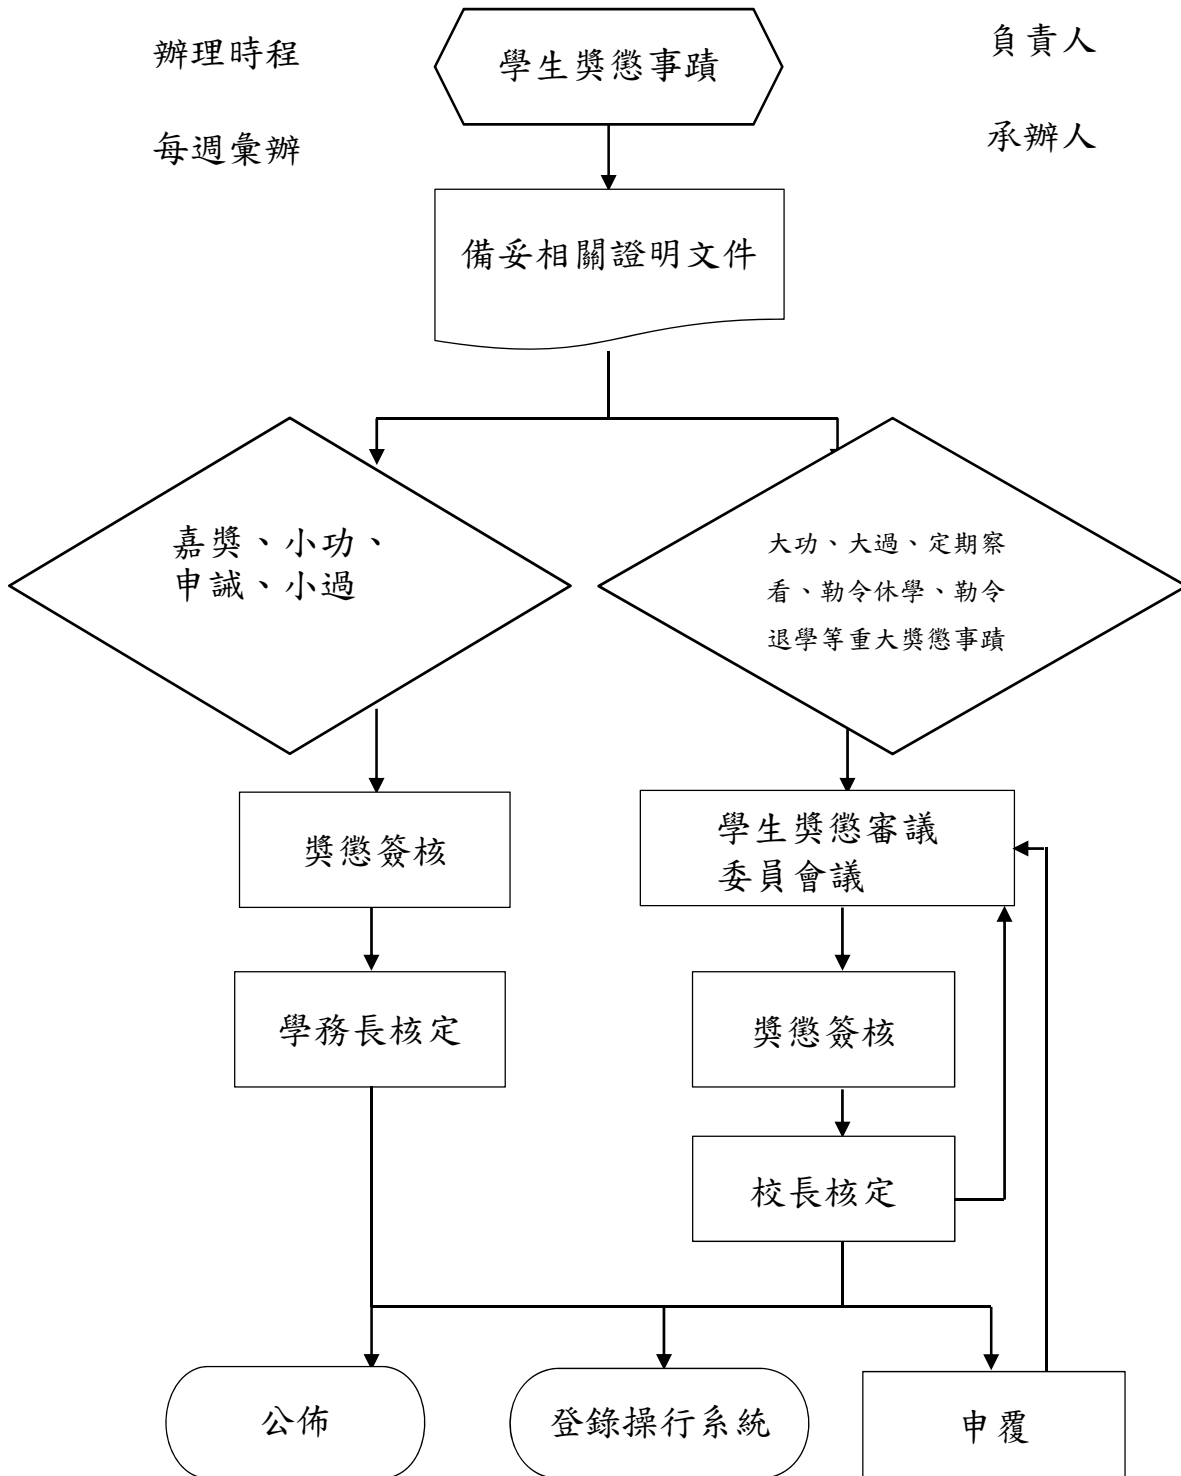 辦理時程
學生獎懲事蹟
負責人
每週彙辦
承辦人
備妥相關證明文件
嘉獎、小功、
申誡、小過
大功、大過、定期察
看、勒令休學、勒令
退學等重大獎懲事蹟
獎懲簽核
學生獎懲審議
委員會議
學務長核定
獎懲簽核
校長核定
公佈
登錄操行系統
申覆